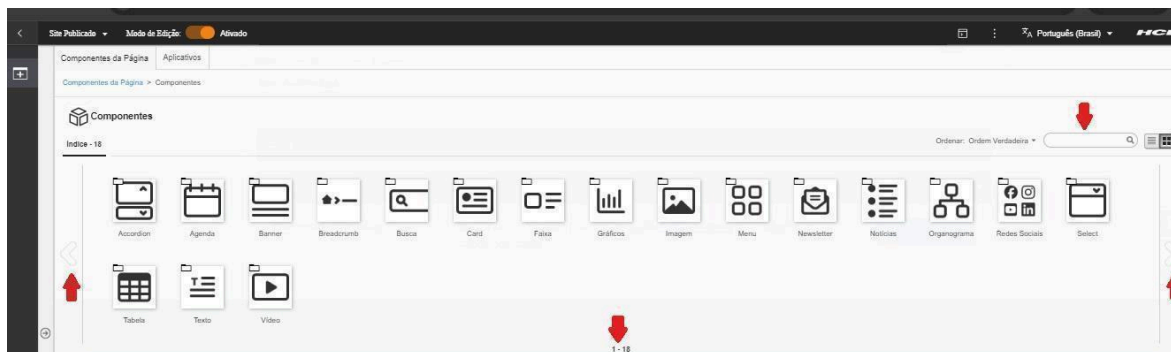 Site Publicado Modo de Edição: Ativado Português (Brasil)
Componentes da Página Aplicativos
Componentes da Página > Componentes
Componentes
Indice - 18 Ordenar: Ordem Verdadeira
Accordion Agenda Banner Breadcrumb Busca Card Faixa Gráficos Imagem Menu Newsletter Notícias Organograma Redes Sociais Select
Tabela Texto Vídeo
1 - 18